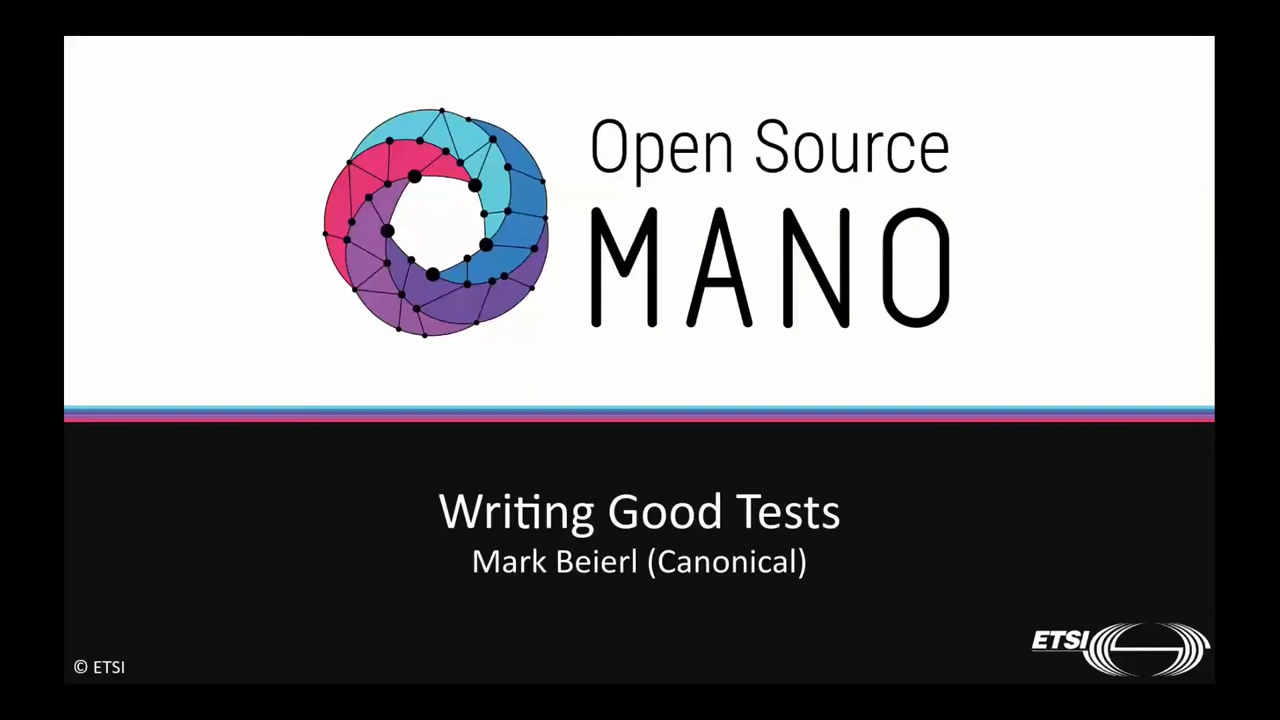 Open Source
MANO
Writing Good Tests
Mark Beierl (Canonical)
ETSI
© ETSI